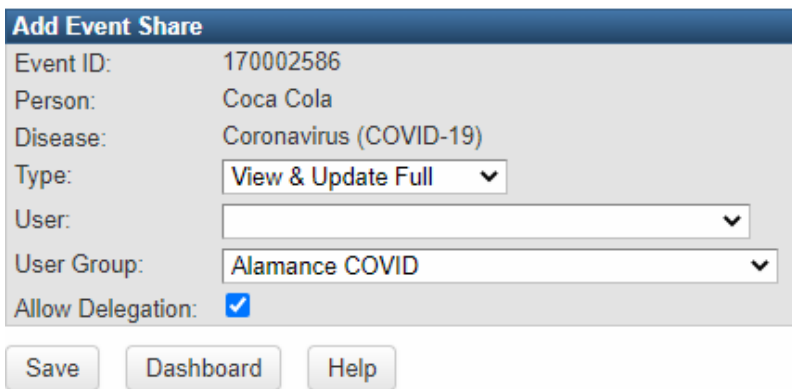 Add Event Share
Event ID: 170002586
Person: Coca Cola
Disease: Coronavirus (COVID-19)
Type: View & Update Full
User:
User Group: Alamance COVID
Allow Delegation:
Save Dashboard Help